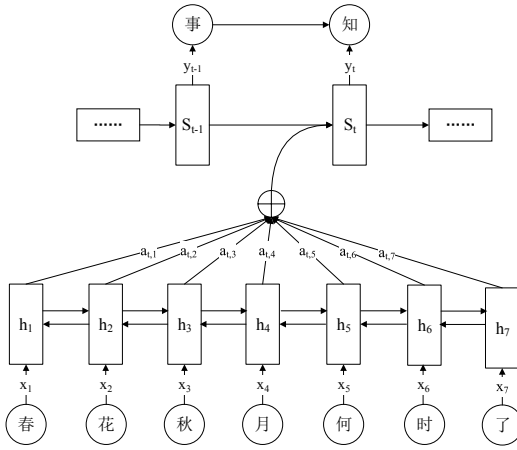 事 知
y_{t-1} y_t
...... S_{t-1} S_t ......
a_{t,1} a_{t,2} a_{t,3} a_{t,4} a_{t,5} a_{t,6} a_{t,7}
h_1 h_2 h_3 h_4 h_5 h_6 h_7
x_1 x_2 x_3 x_4 x_5 x_6 x_7
春 花 秋 月 何 时 了